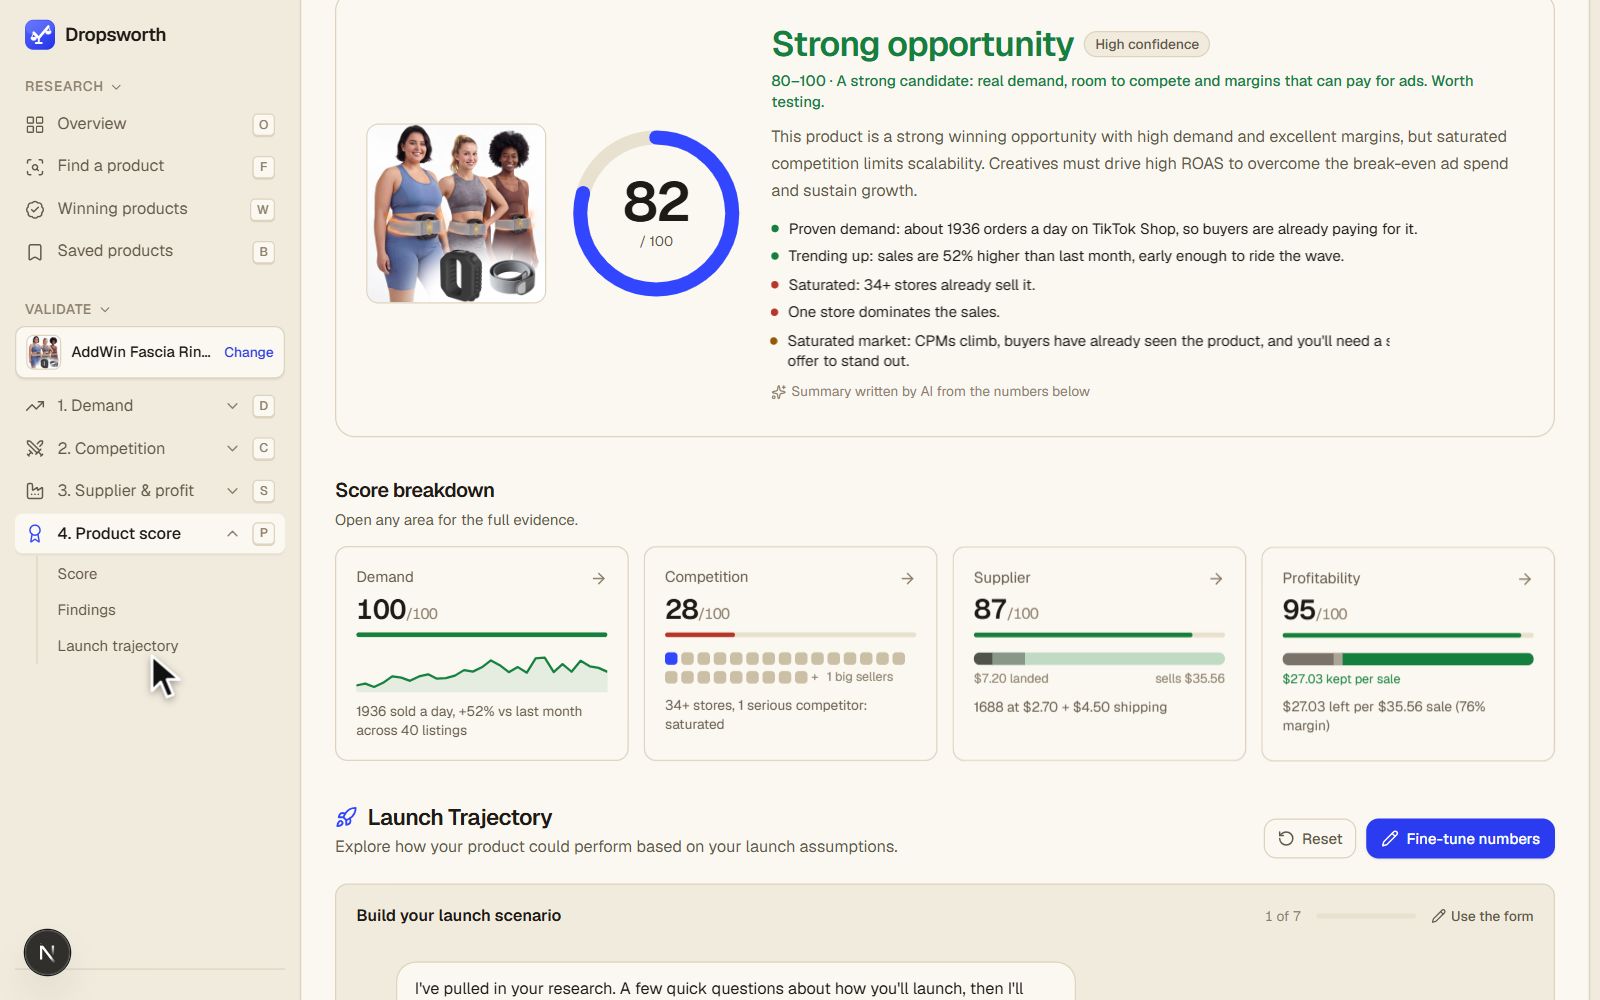 Dropsworth
RESEARCH
Overview O
Find a product F
Winning products W
Saved products B
VALIDATE
AddWin Fascia Rin... Change
1. Demand D
2. Competition C
3. Supplier & profit S
4. Product score P
Score
Findings
Launch trajectory
N
Strong opportunity High confidence
80–100 · A strong candidate: real demand, room to compete and margins that can pay for ads. Worth
testing.
82
/ 100
This product is a strong winning opportunity with high demand and excellent margins, but saturated
competition limits scalability. Creatives must drive high ROAS to overcome the break-even ad spend
and sustain growth.
Proven demand: about 1936 orders a day on TikTok Shop, so buyers are already paying for it.
Trending up: sales are 52% higher than last month, early enough to ride the wave.
Saturated: 34+ stores already sell it.
One store dominates the sales.
Saturated market: CPMs climb, buyers have already seen the product, and you'll need a s
offer to stand out.
Summary written by AI from the numbers below
Score breakdown
Open any area for the full evidence.
Demand
100/100
1936 sold a day, +52% vs last month
across 40 listings
Competition
28/100
+ 1 big sellers
34+ stores, 1 serious competitor:
saturated
Supplier
87/100
$7.20 landed sells $35.56
1688 at $2.70 + $4.50 shipping
Profitability
95/100
$27.03 kept per sale
$27.03 left per $35.56 sale (76%
margin)
Launch Trajectory
Explore how your product could perform based on your launch assumptions.
Reset
Fine-tune numbers
Build your launch scenario
1 of 7
Use the form
I've pulled in your research. A few quick questions about how you'll launch, then I'll